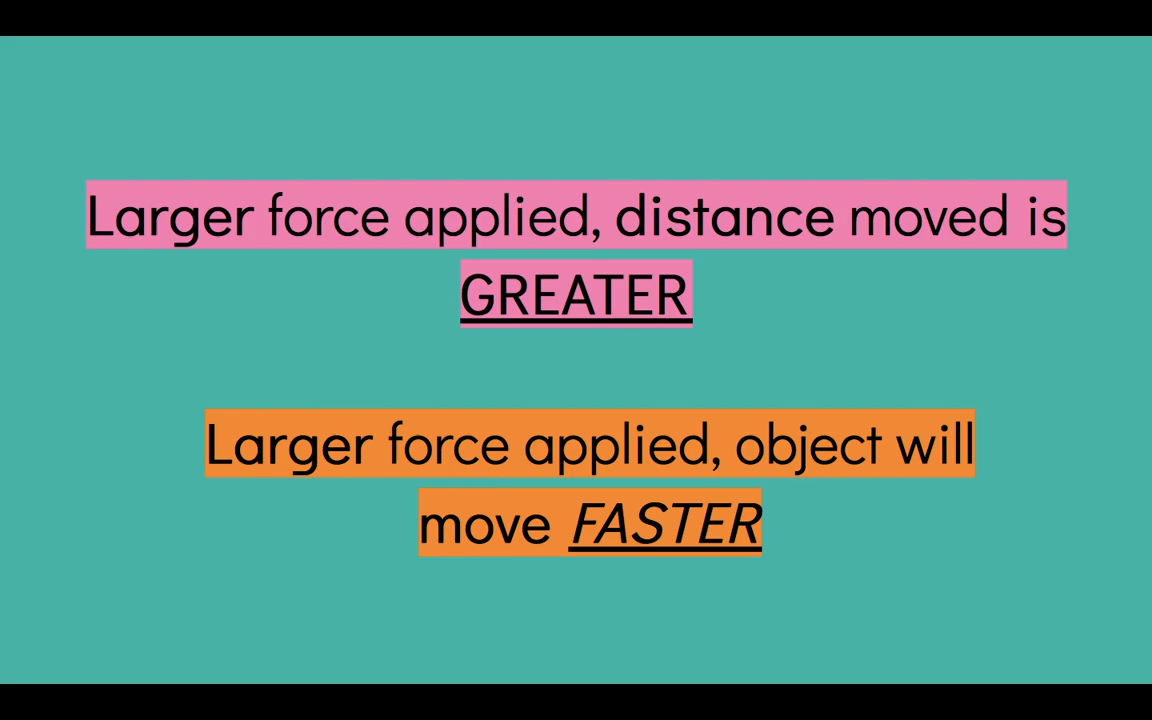 Larger force applied, distance moved is
GREATER
Larger force applied, object will
move FASTER